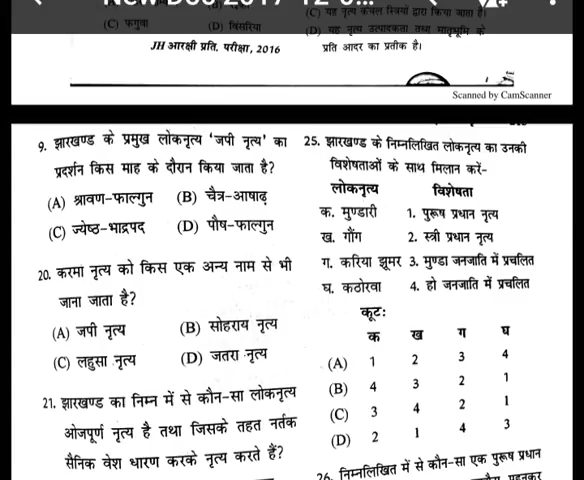 (C) फगुवा
(D) विंसरिया
JH आरक्षी प्रति. परीक्षा, 2016
(C) यह नृत्य केवल स्त्रियों द्वारा किया जाता है।
(D) यह नृत्य उत्पादकता तथा मातृभूमि के
प्रति आदर का प्रतीक है।
Scanned by CamScanner
9. झारखण्ड के प्रमुख लोकनृत्य 'जपी नृत्य' का
प्रदर्शन किस माह के दौरान किया जाता है?
(A) श्रावण-फाल्गुन (B) चैत्र-आषाढ़
(C) ज्येष्ठ-भाद्रपद (D) पौष-फाल्गुन
20. करमा नृत्य को किस एक अन्य नाम से भी
जाना जाता है?
(A) जपी नृत्य (B) सोहराय नृत्य
(C) लहुसा नृत्य (D) जतरा नृत्य
21. झारखण्ड का निम्न में से कौन-सा लोकनृत्य
ओजपूर्ण नृत्य है तथा जिसके तहत नर्तक
सैनिक वेश धारण करके नृत्य करते हैं?
25. झारखण्ड के निम्नलिखित लोकनृत्य का उनकी
विशेषताओं के साथ मिलान करें-
लोकनृत्य विशेषता
क. मुण्डारी 1. पुरूष प्रधान नृत्य
ख. गौंग 2. स्त्री प्रधान नृत्य
ग. करिया झूमर 3. मुण्डा जनजाति में प्रचलित
घ. कठोरवा 4. हो जनजाति में प्रचलित
कूट:
क ख ग घ
(A) 1 2 3 4
(B) 4 3 2 1
(C) 3 4 2 1
(D) 2 1 4 3
26. निम्नलिखित में से कौन-सा एक पुरूष प्रधान